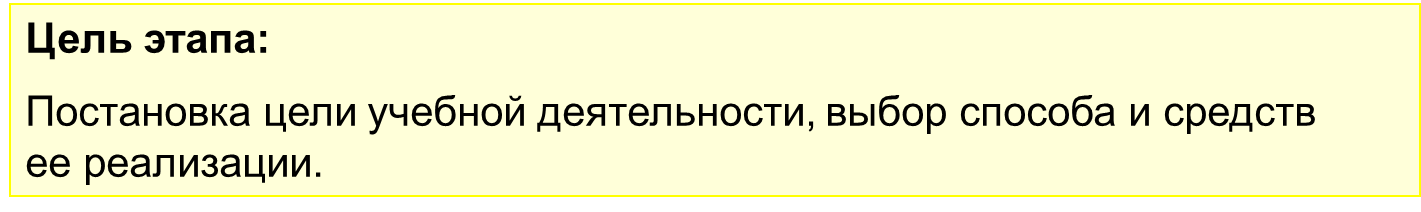 Цель этапа:
Постановка цели учебной деятельности, выбор способа и средств
ее реализации.